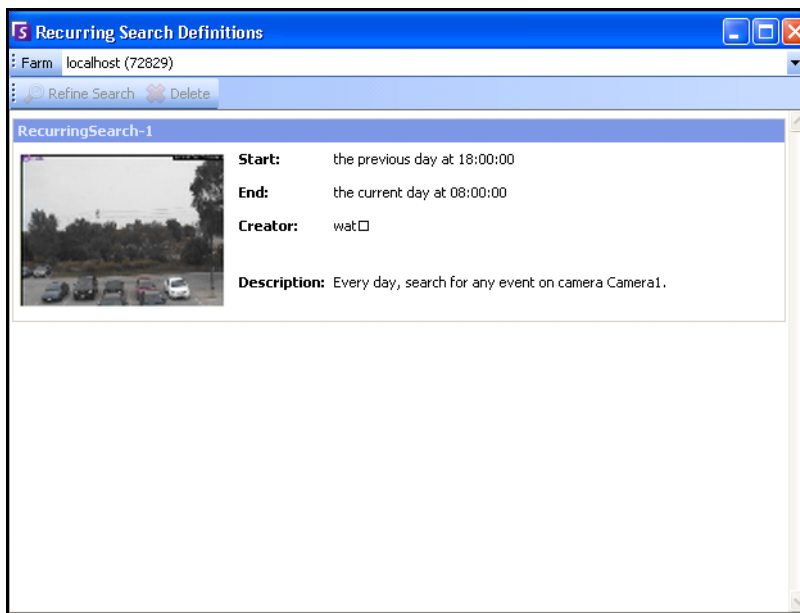 Recurring Search Definitions
Farm localhost (72829)
Refine Search Delete
RecurringSearch-1
Start: the previous day at 18:00:00
End: the current day at 08:00:00
Creator: wat□
Description: Every day, search for any event on camera Camera1.